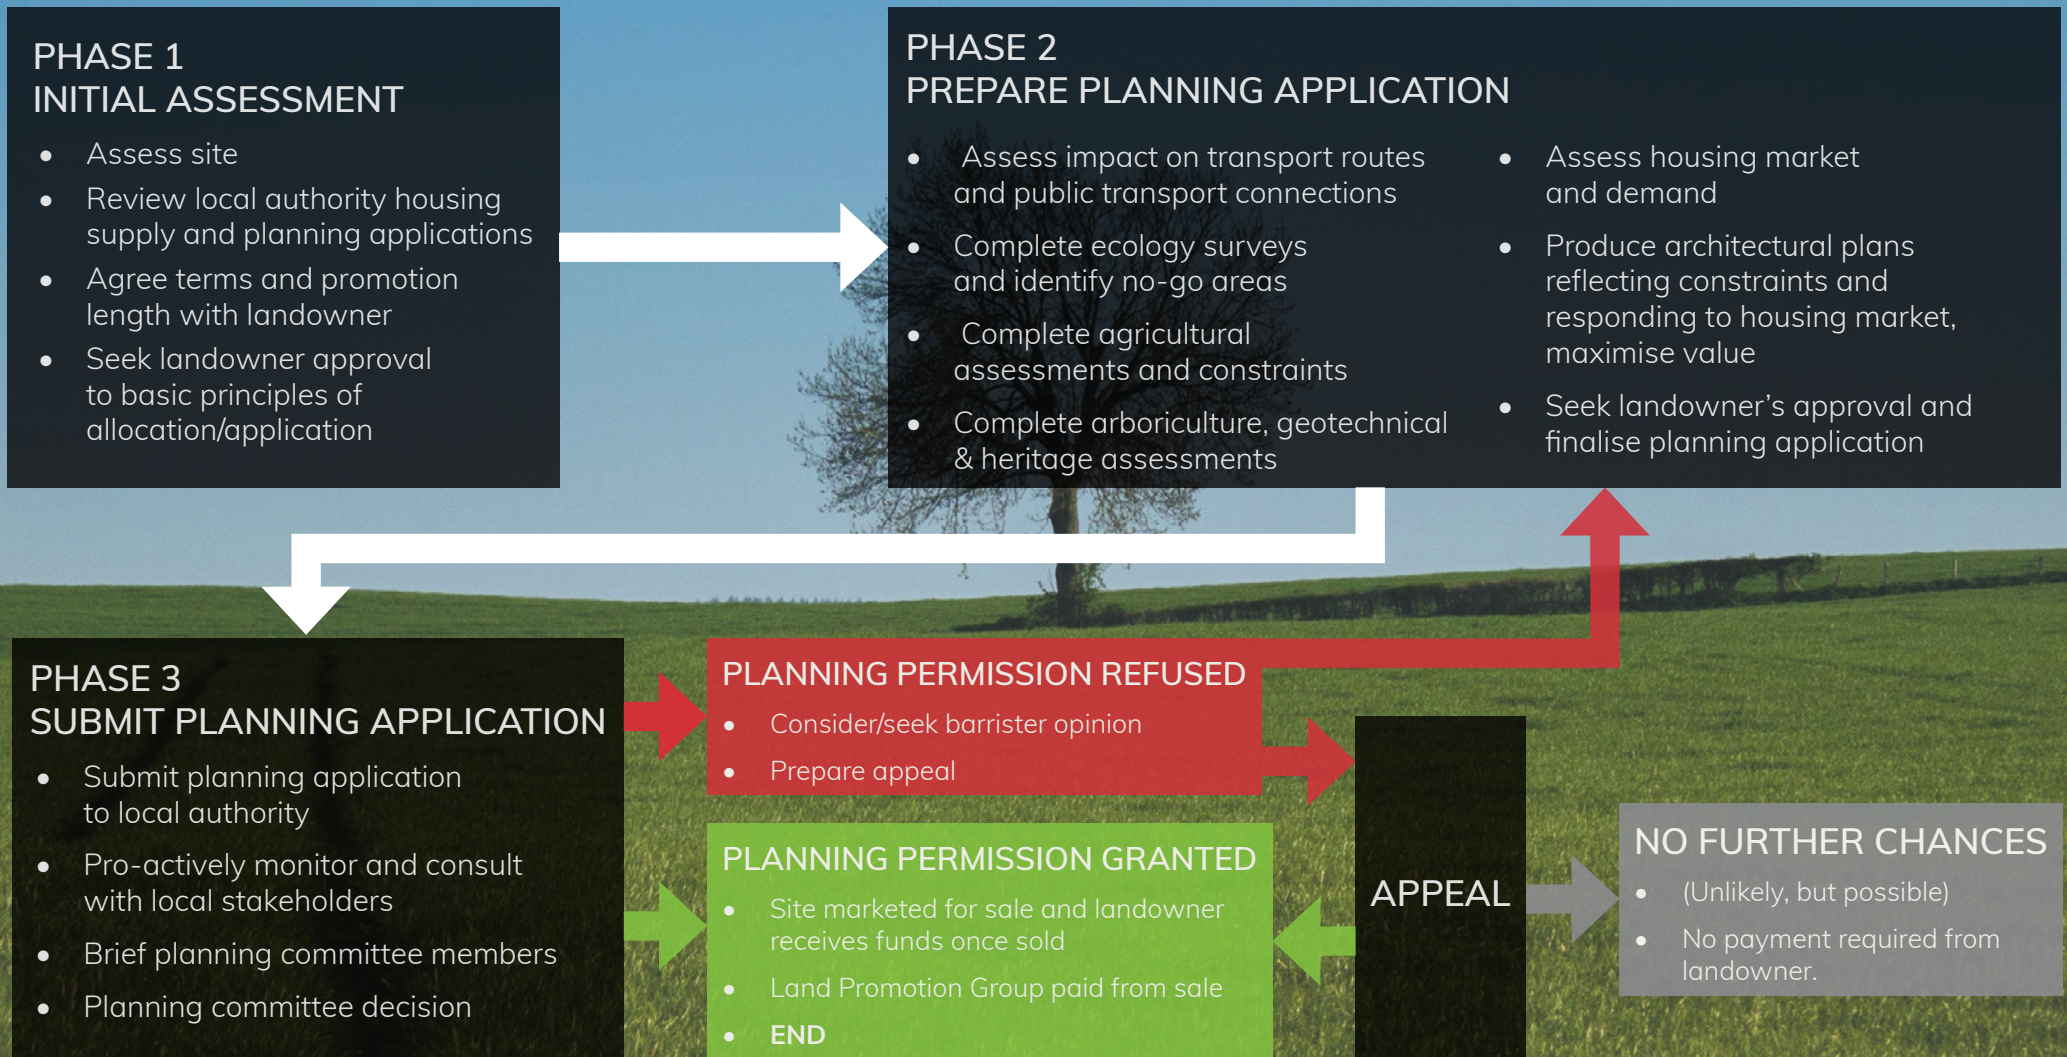 PHASE 1
INITIAL ASSESSMENT
• Assess site
• Review local authority housing
supply and planning applications
• Agree terms and promotion
length with landowner
• Seek landowner approval
to basic principles of
allocation/application
PHASE 2
PREPARE PLANNING APPLICATION
• Assess impact on transport routes
and public transport connections
• Complete ecology surveys
and identify no-go areas
• Complete agricultural
assessments and constraints
• Complete arboriculture, geotechnical
& heritage assessments
• Assess housing market
and demand
• Produce architectural plans
reflecting constraints and
responding to housing market,
maximise value
• Seek landowner’s approval and
finalise planning application
PHASE 3
SUBMIT PLANNING APPLICATION
• Submit planning application
to local authority
• Pro-actively monitor and consult
with local stakeholders
• Brief planning committee members
• Planning committee decision
PLANNING PERMISSION REFUSED
• Consider/seek barrister opinion
• Prepare appeal
PLANNING PERMISSION GRANTED
• Site marketed for sale and landowner
receives funds once sold
• Land Promotion Group paid from sale
• END
APPEAL
NO FURTHER CHANCES
• (Unlikely, but possible)
• No payment required from
landowner.